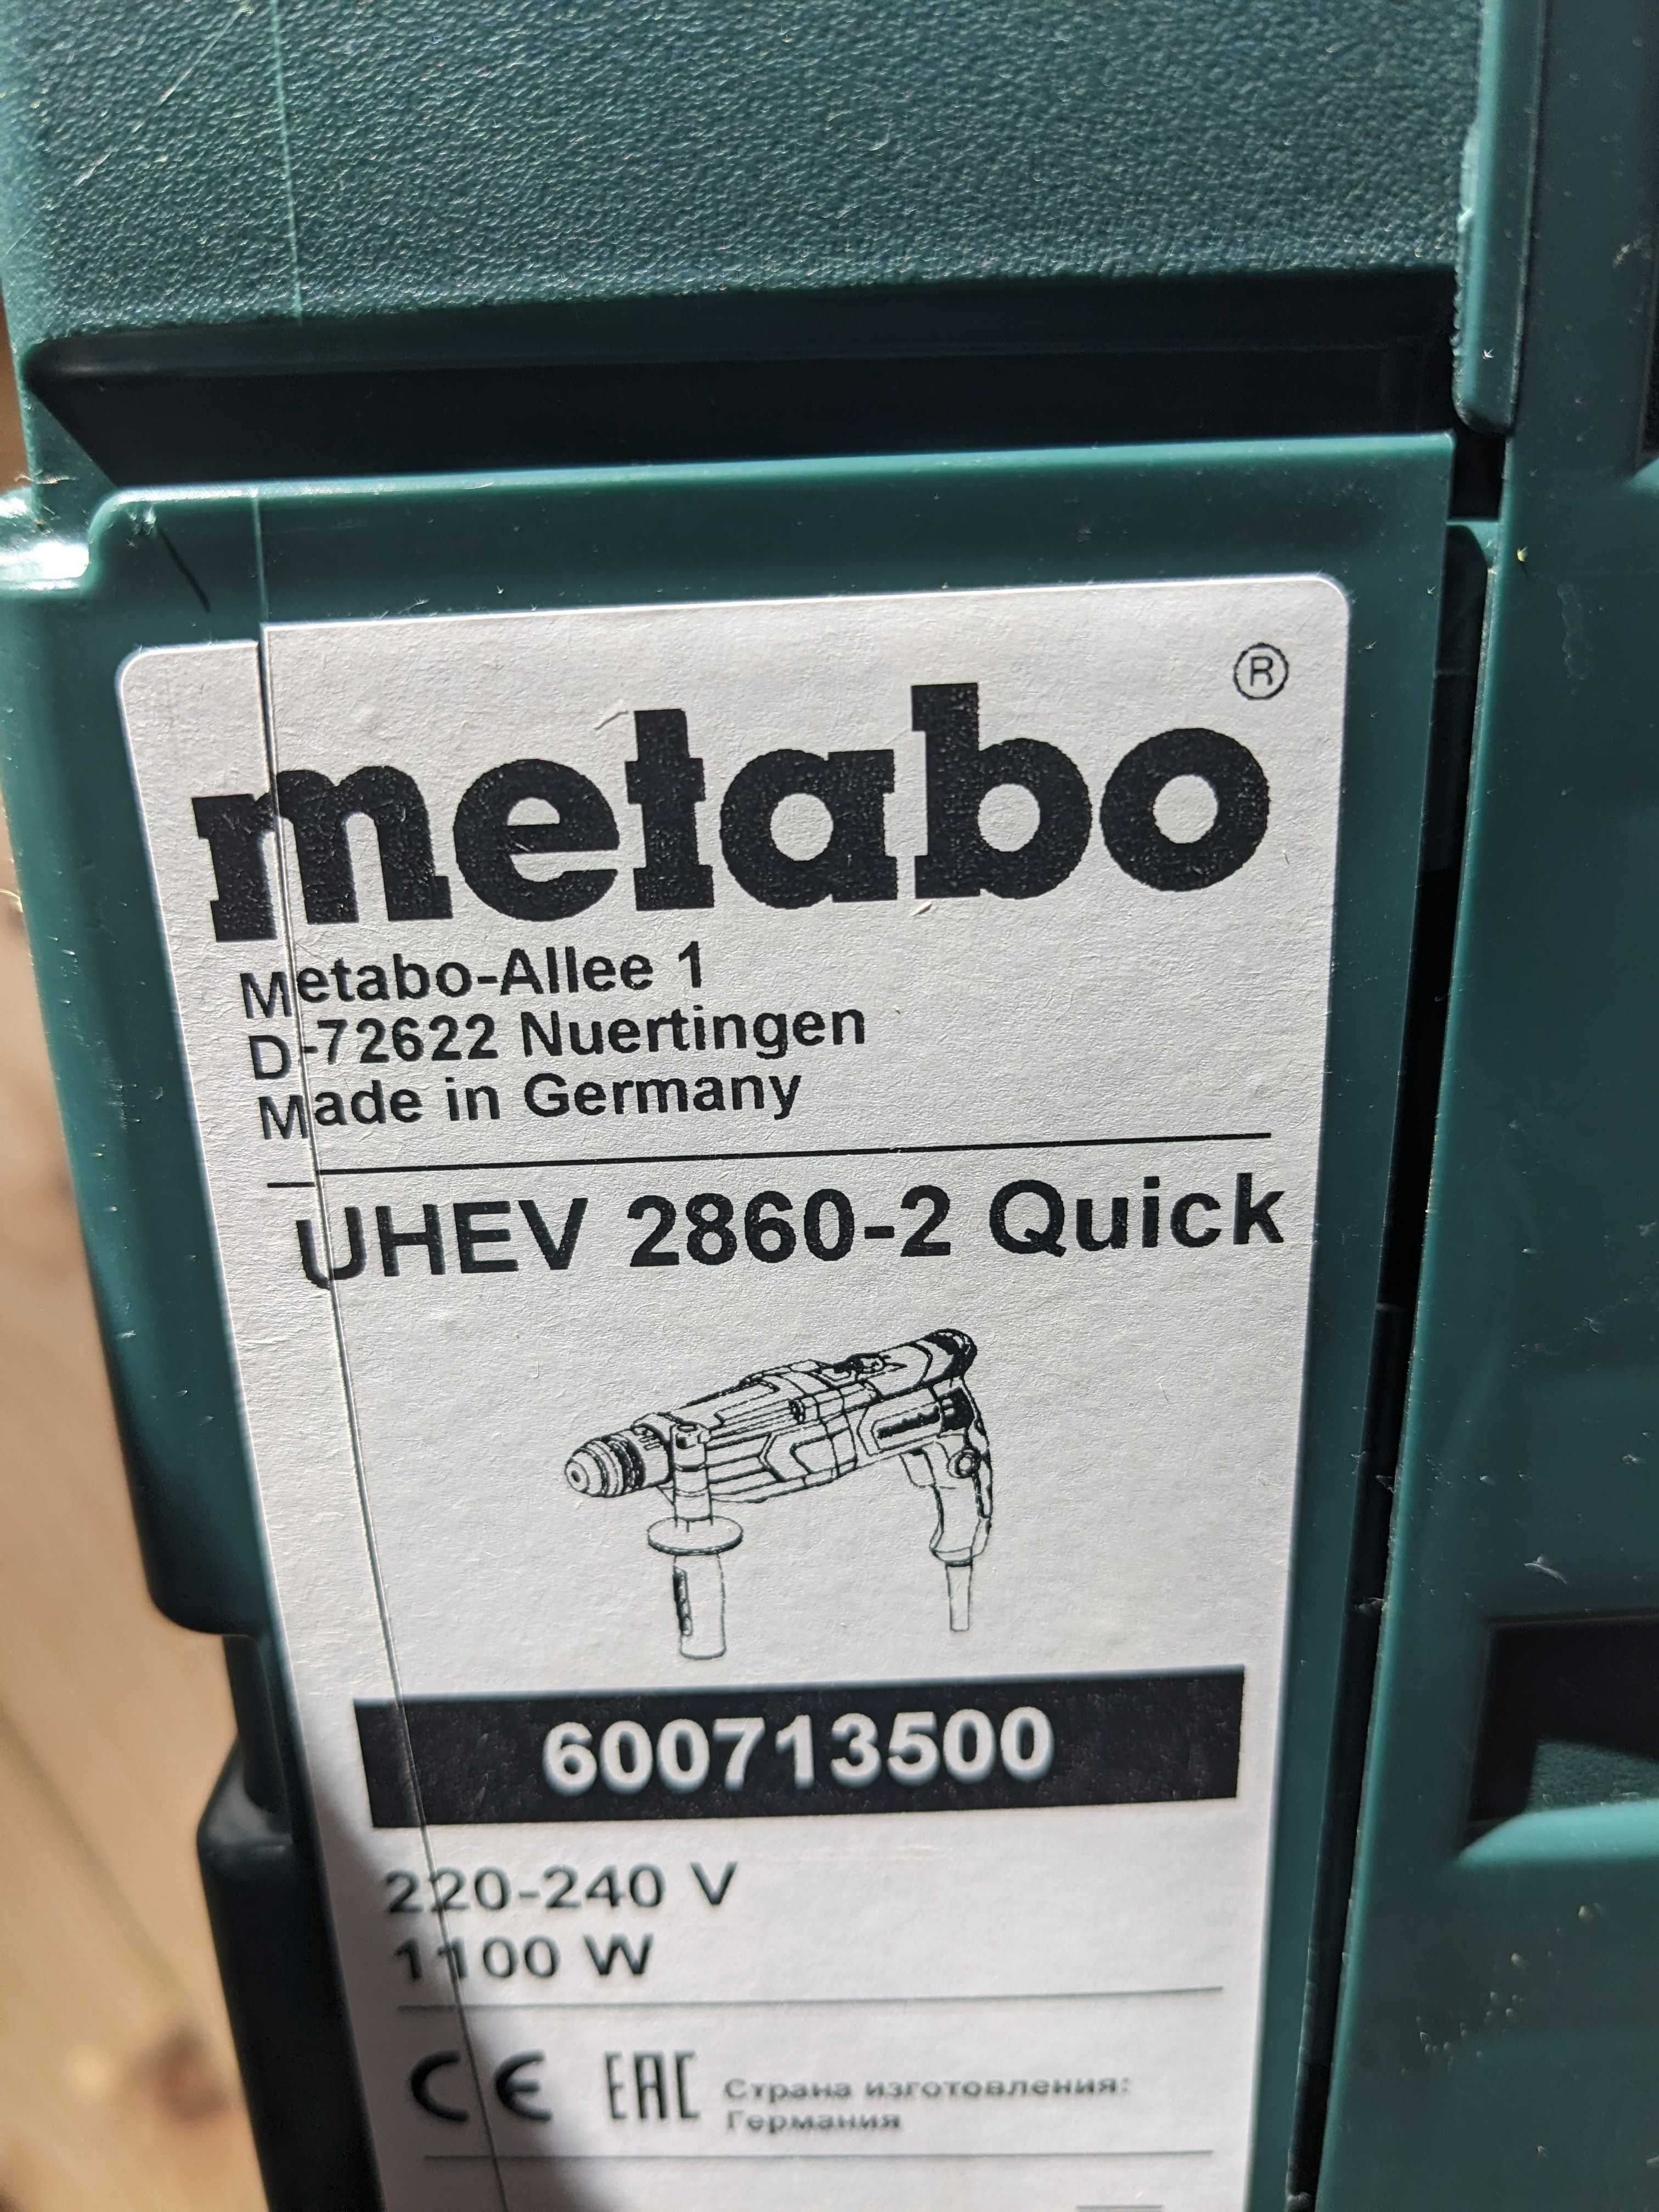 metabo®
Metabo-Allee 1
D-72622 Nuertingen
Made in Germany
UHEV 2860-2 Quick
600713500
220-240 V
1100 W
CE EAC Страна изготовления:
Германия